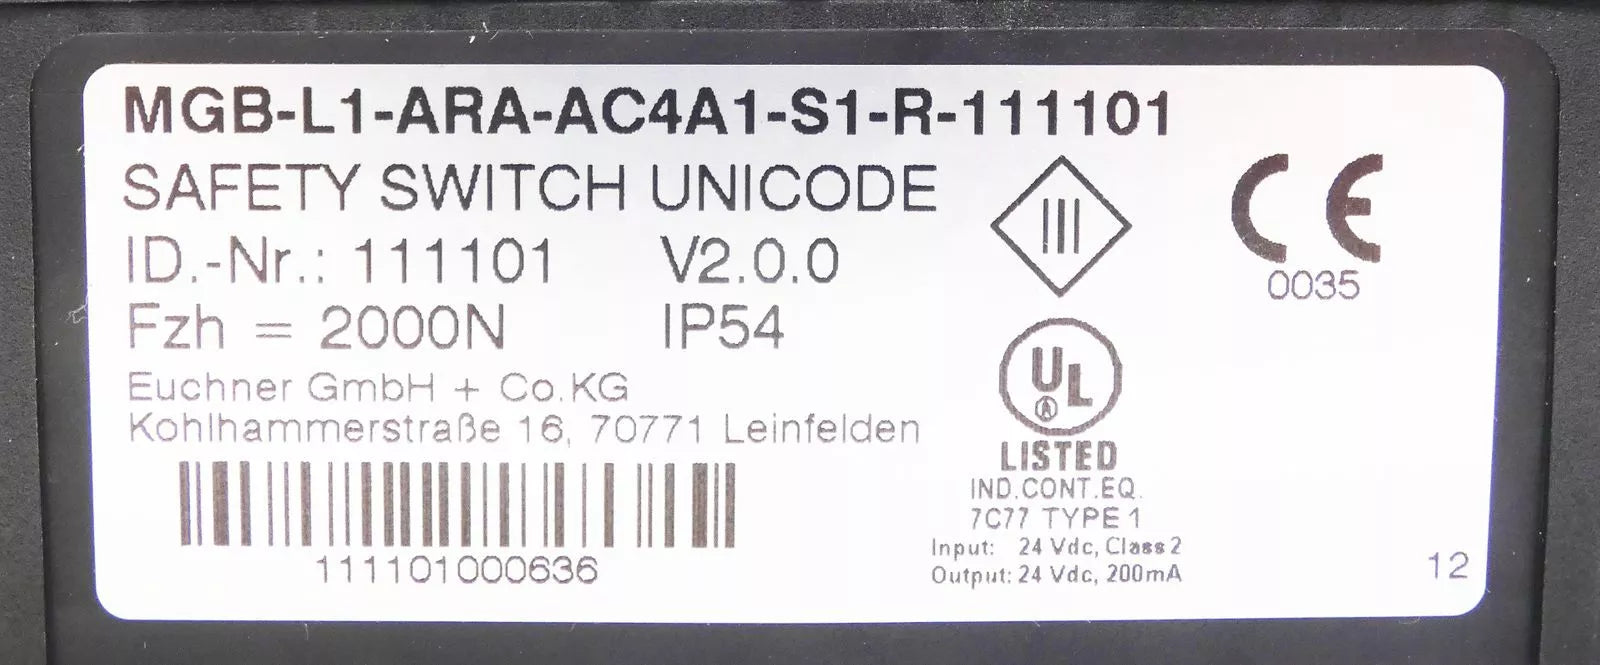 MGB-L1-ARA-AC4A1-S1-R-111101
SAFETY SWITCH UNICODE
ID.-Nr.: 111101 V2.0.0
Fzh = 2000N IP54
Euchner GmbH + Co.KG
Kohlhammerstraße 16, 70771 Leinfelden
111101000636
III
CE
0035
UL
®
LISTED
IND.CONT.EQ.
7C77 TYPE 1
Input: 24 Vdc, Class 2
Output: 24 Vdc, 200mA
12